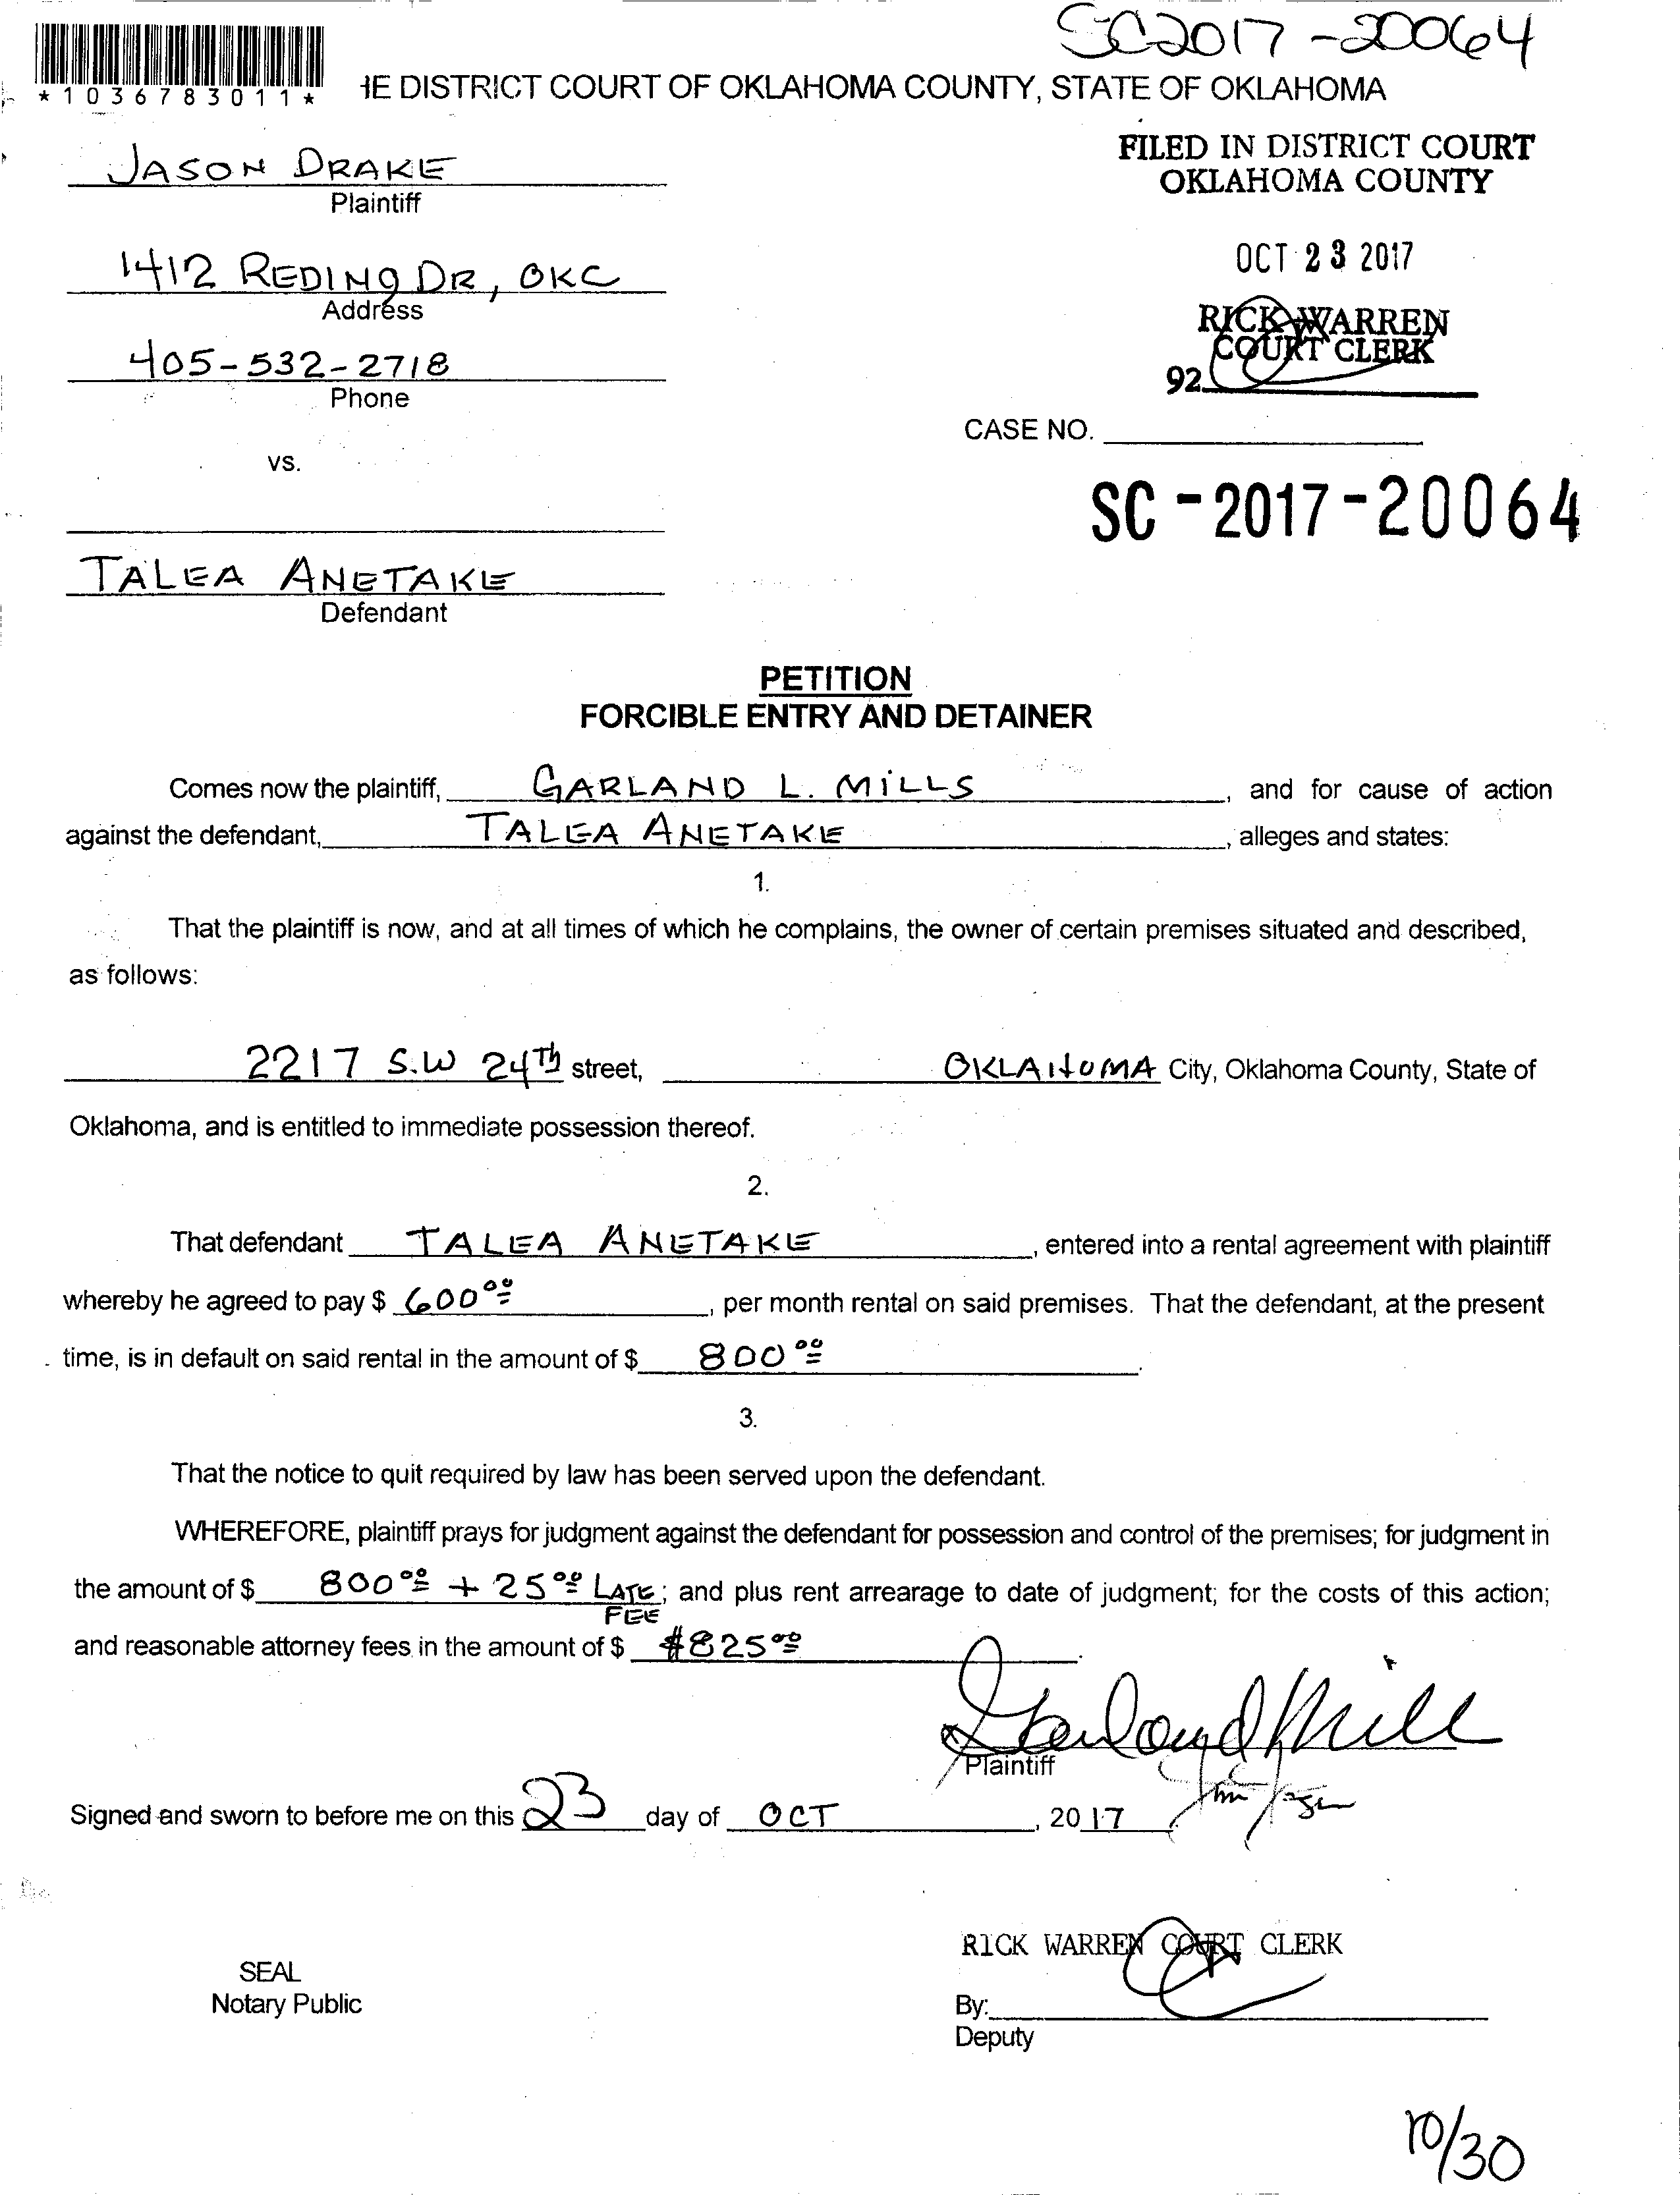 SC2017-20064
*1036783011*
HE DISTRICT COURT OF OKLAHOMA COUNTY, STATE OF OKLAHOMA
JASON DRAKE
Plaintiff
FILED IN DISTRICT COURT
OKLAHOMA COUNTY
1412 REDING DR, OKC
Address
OCT 23 2017
RICK WARREN
COURT CLERK
405-532-2718
Phone
92
CASE NO.
vs.
SC-2017-20064
TALEA ANETAKE
Defendant
PETITION
FORCIBLE ENTRY AND DETAINER
Comes now the plaintiff, GARLAND L. MILLS, and for cause of action
against the defendant, TALEA ANETAKE, alleges and states:
1.
That the plaintiff is now, and at all times of which he complains, the owner of certain premises situated and described,
as follows:
2217 S.W 24Th street, OKLAHOMA City, Oklahoma County, State of
Oklahoma, and is entitled to immediate possession thereof.
2.
That defendant TALEA ANETAKE, entered into a rental agreement with plaintiff
whereby he agreed to pay $ 600 00, per month rental on said premises. That the defendant, at the present
time, is in default on said rental in the amount of $ 800 00.
3.
That the notice to quit required by law has been served upon the defendant.
WHEREFORE, plaintiff prays for judgment against the defendant for possession and control of the premises; for judgment in
the amount of $ 800 00 + 25 00 LATE; and plus rent arrearage to date of judgment; for the costs of this action;
FEE
and reasonable attorney fees in the amount of $ $825 00.
Garland Mill
Plaintiff
Signed and sworn to before me on this 23 day of OCT, 2017
RICK WARREN COURT CLERK
SEAL
Notary Public
By:
Deputy
10/30